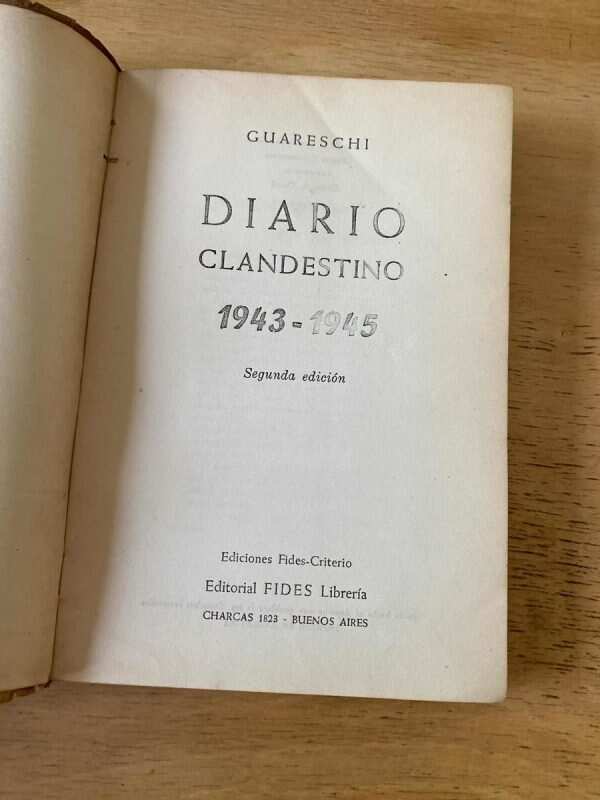 GUARESCHI
DIARIO
CLANDESTINO
1943-1945
Segunda edición
Ediciones Fides-Criterio
Editorial FIDES Librería
CHARCAS 1823 - BUENOS AIRES